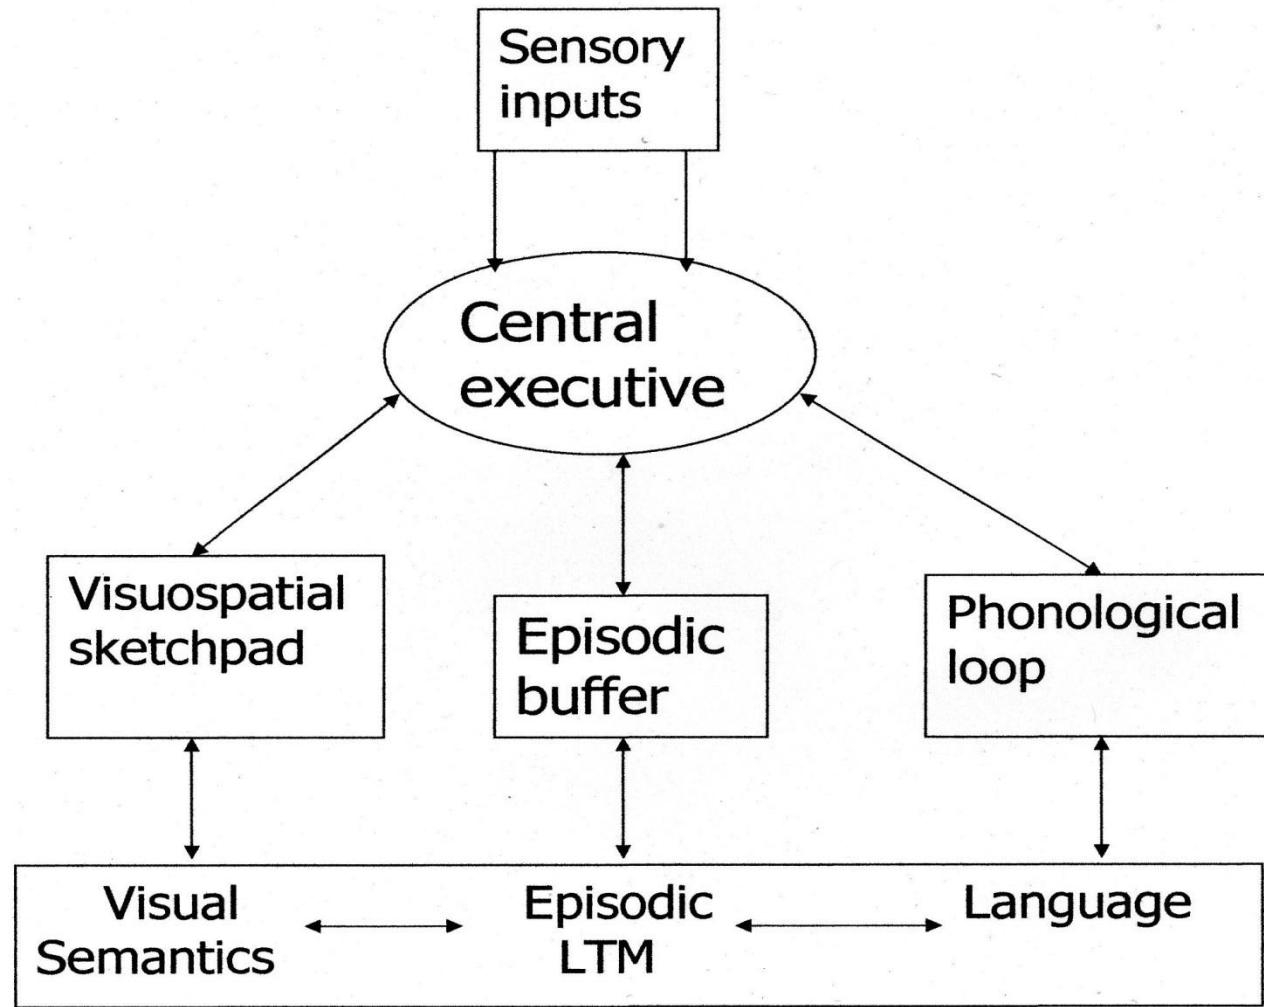 Sensory
inputs
Central
executive
Visuospatial
sketchpad
Episodic
buffer
Phonological
loop
Visual
Semantics
Episodic
LTM
Language